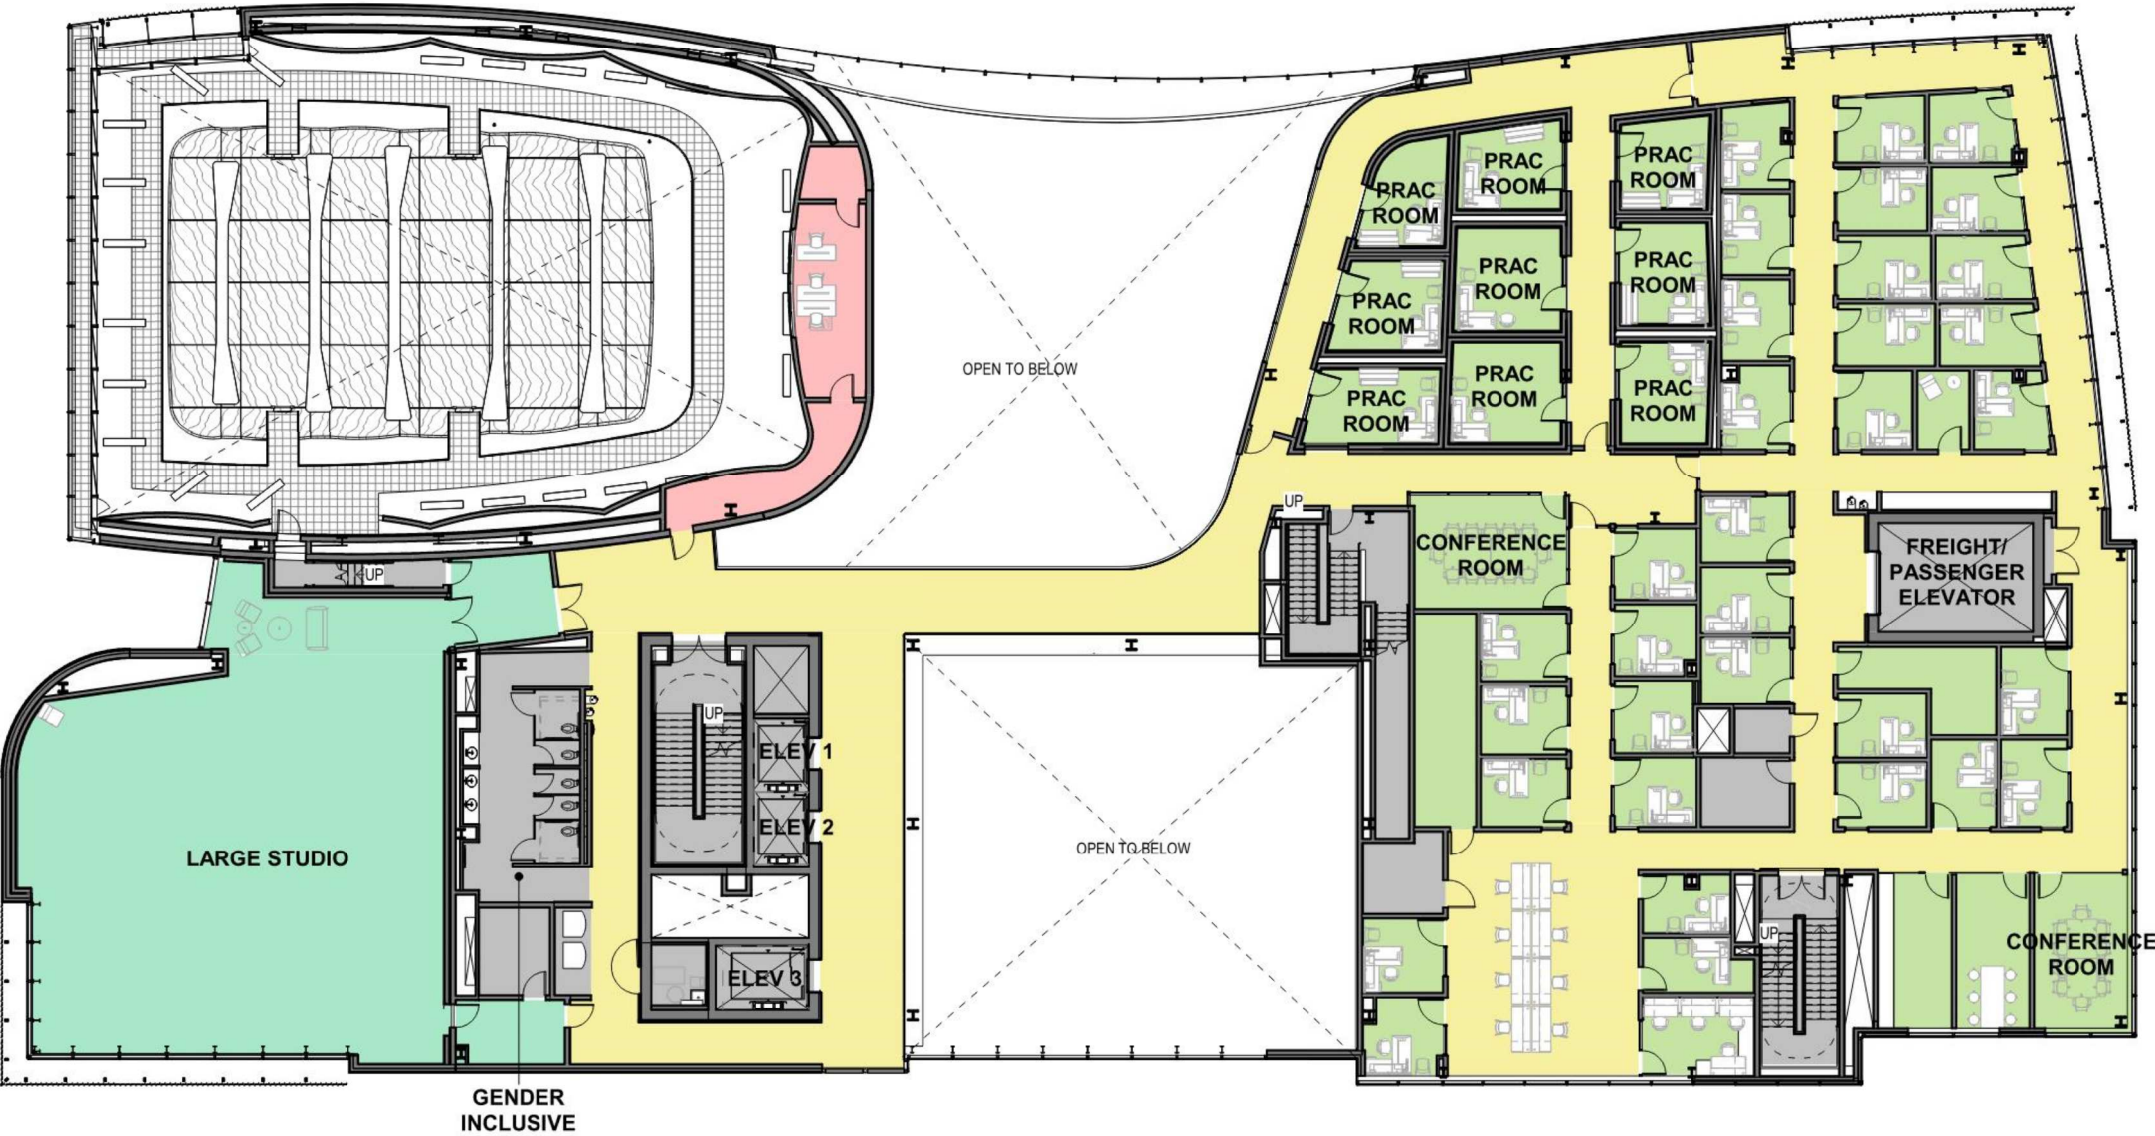 PRAC
ROOM
PRAC
ROOM
PRAC
ROOM
PRAC
ROOM
PRAC
ROOM
PRAC
ROOM
PRAC
ROOM
PRAC
ROOM
PRAC
ROOM
OPEN TO BELOW
UP
CONFERENCE
ROOM
FREIGHT/
PASSENGER
ELEVATOR
UP
UP
ELEV 1
ELEV 2
LARGE STUDIO
OPEN TO BELOW
UP
CONFERENCE
ROOM
ELEV 3
GENDER
INCLUSIVE